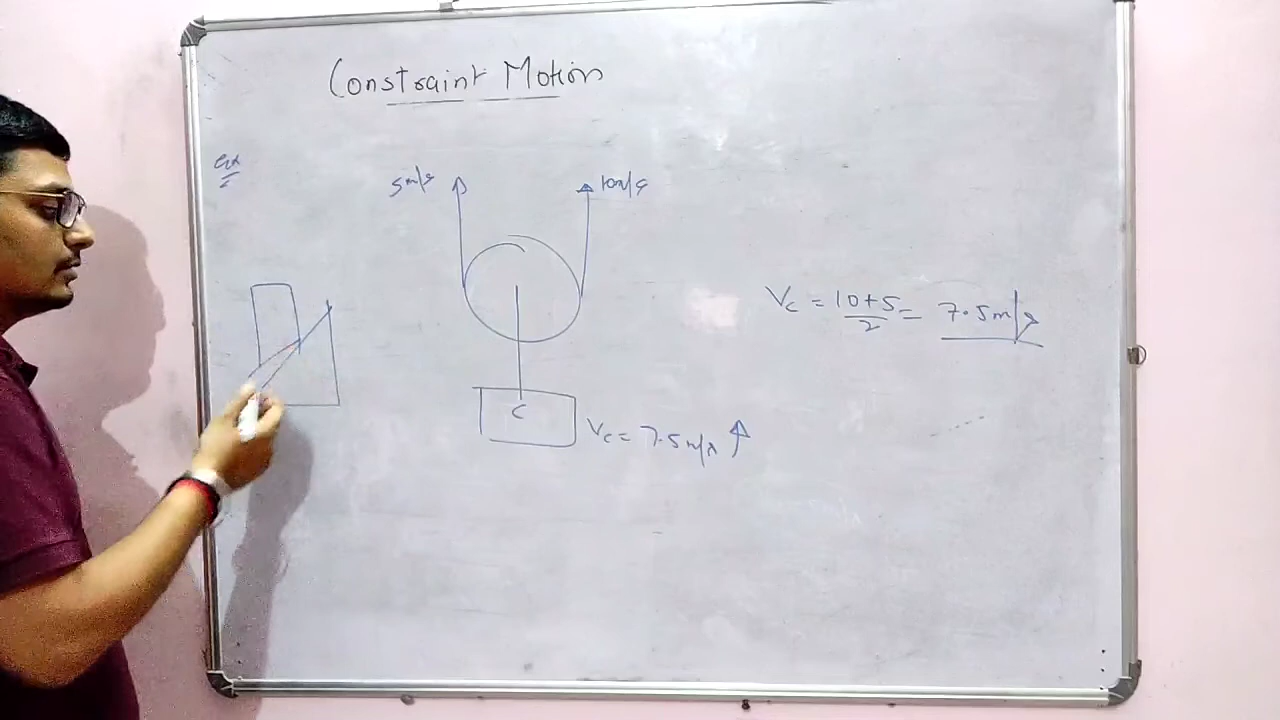 Constraint Motion
Ex
5m/s
10m/s
Vc = 10+5/2 = 7.5m/s
C
Vc = 7.5m/s ↑